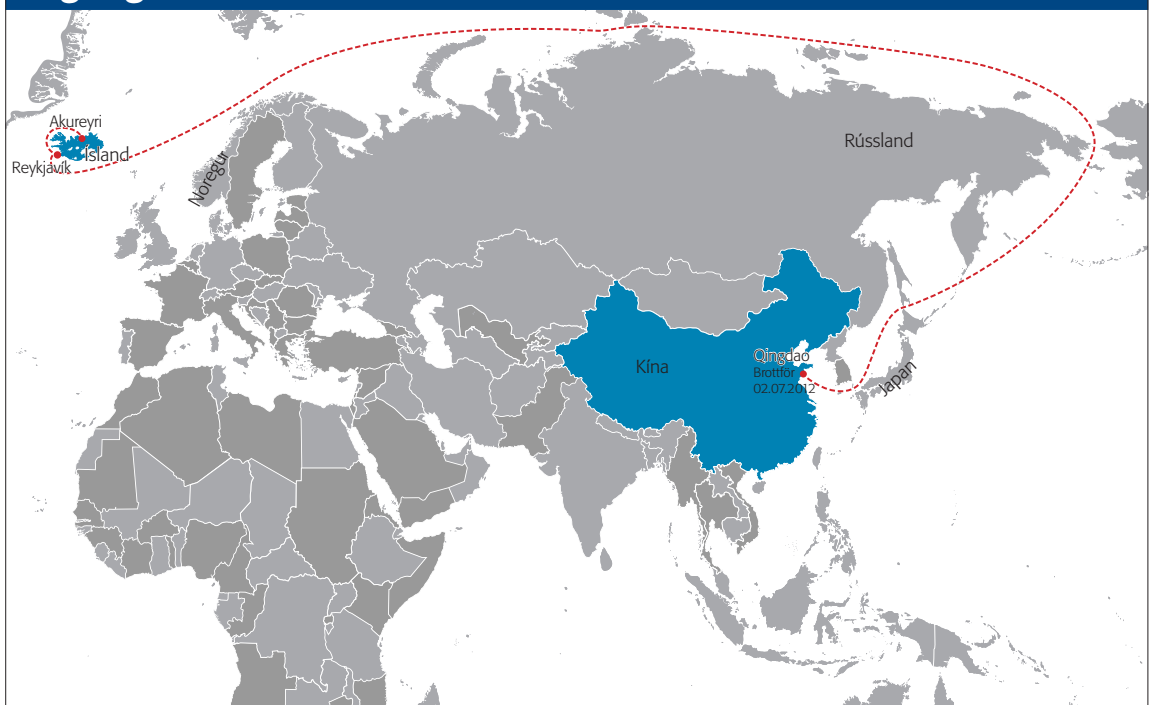 Akureyri
Ísland
Reykjavík
Noregur
Rússland
Kína
Qingdao
Brottför
02.07.2012
Japan